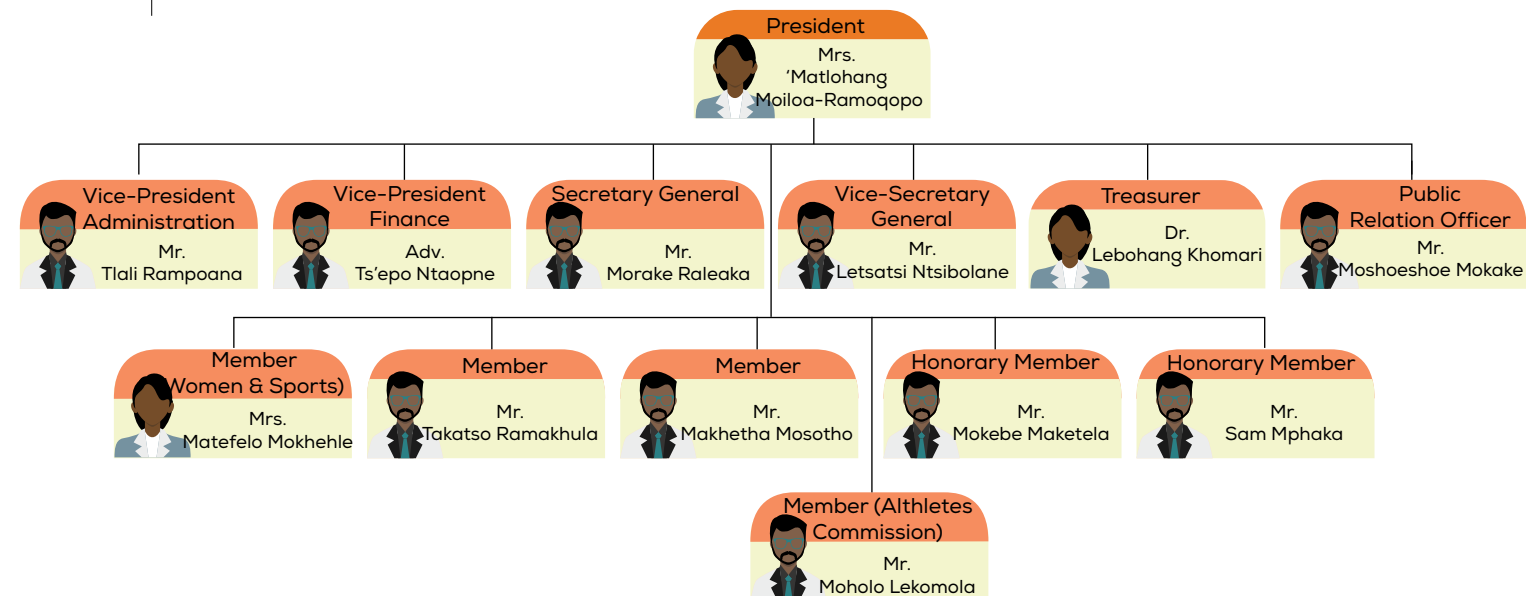 President
Mrs.
‘Matlohang
Moiloa-Ramoqopo
Vice-President
Administration
Mr.
Tlali Rampoana
Vice-President
Finance
Adv.
Ts’epo Ntaopne
Secretary General
Mr.
Morake Raleaka
Vice-Secretary
General
Mr.
Letsatsi Ntsibolane
Treasurer
Dr.
Lebohang Khomari
Public
Relation Officer
Mr.
Moshoeshoe Mokake
Member
(Women & Sports)
Mrs.
Matefelo Mokhehle
Member
Mr.
Takatso Ramakhula
Member
Mr.
Makhetha Mosotho
Honorary Member
Mr.
Mokebe Maketela
Honorary Member
Mr.
Sam Mphaka
Member (Althletes
Commission)
Mr.
Moholo Lekomola